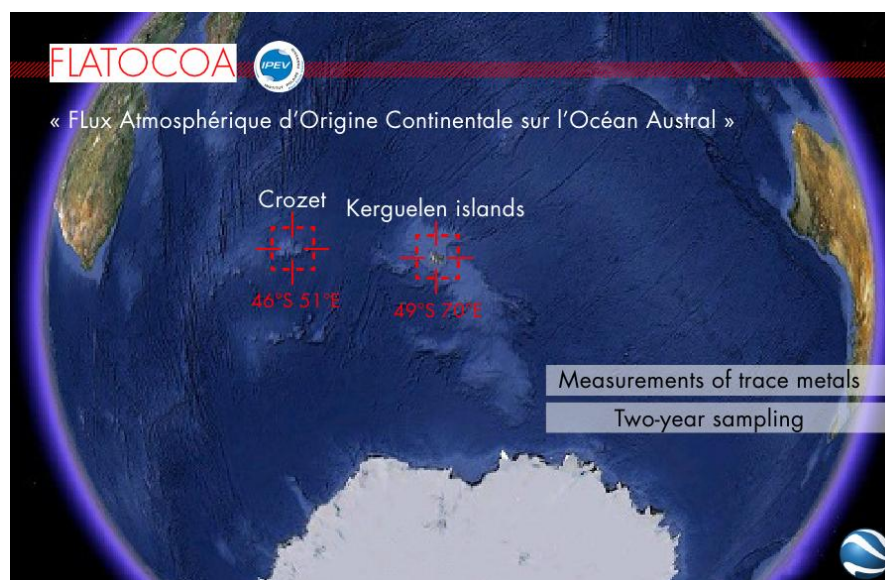 FLATOCOA
IPEV
« FLux Atmosphérique d’Origine Continentale sur l’Océan Austral »
Crozet
Kerguelen islands
46°S 51°E
49°S 70°E
Measurements of trace metals
Two-year sampling